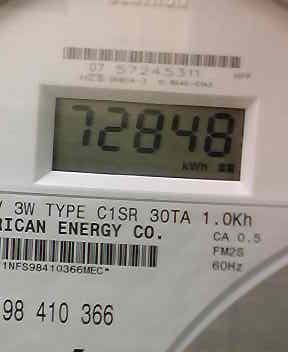 07 57245311
72848
kWh
3W TYPE C1SR 30TA 1.0Kh
RICAN ENERGY CO. CA 0.5
FM2S
1NFS98410366MEC* 60Hz
98 410 366